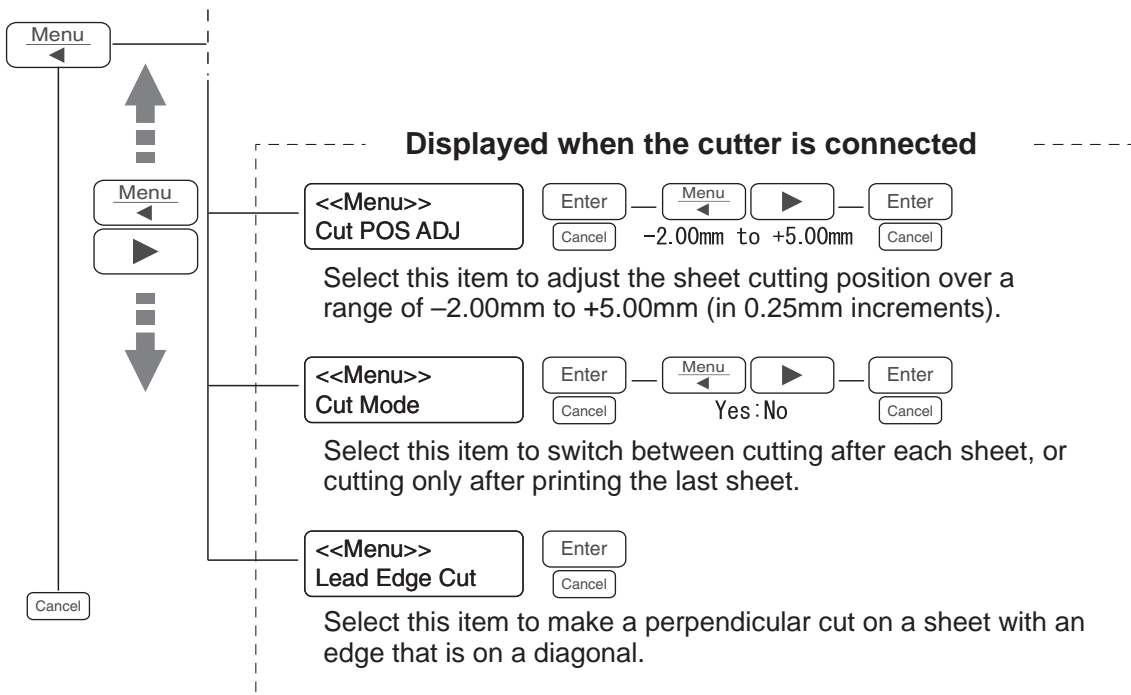 Menu
Displayed when the cutter is connected
Menu
<<Menu>>
Cut POS ADJ
Enter Menu Enter
Cancel −2.00mm to +5.00mm Cancel
Select this item to adjust the sheet cutting position over a
range of –2.00mm to +5.00mm (in 0.25mm increments).
<<Menu>>
Cut Mode
Enter Menu Enter
Cancel Yes:No Cancel
Select this item to switch between cutting after each sheet, or
cutting only after printing the last sheet.
<<Menu>>
Lead Edge Cut
Enter
Cancel
Cancel
Select this item to make a perpendicular cut on a sheet with an
edge that is on a diagonal.